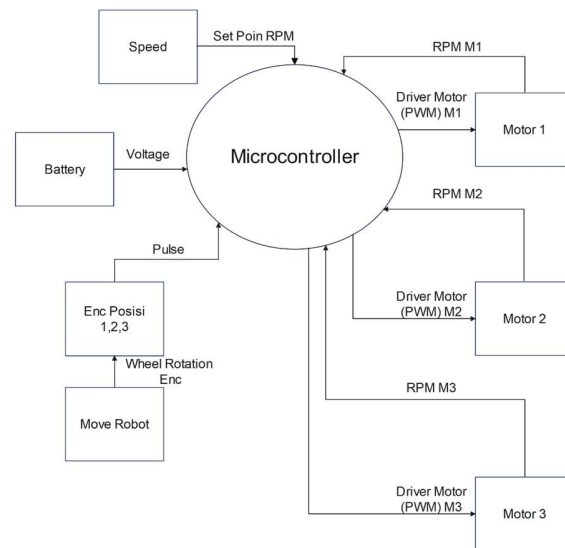 Speed
Set Poin RPM
RPM M1
Driver Motor
(PWM) M1
Motor 1
Microcontroller
Battery
Voltage
RPM M2
Pulse
Enc Posisi
1,2,3
Driver Motor
(PWM) M2
Motor 2
Wheel Rotation
Enc
Move Robot
RPM M3
Driver Motor
(PWM) M3
Motor 3